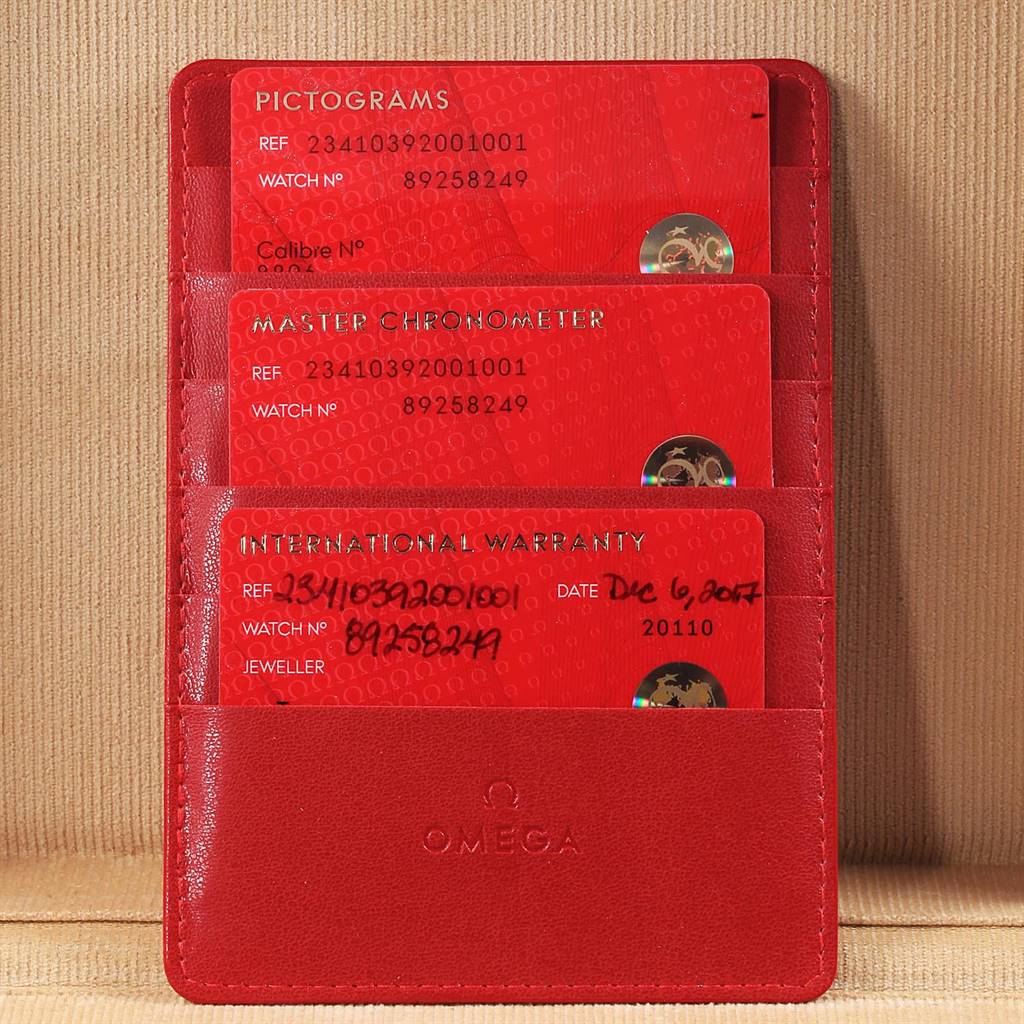 PICTOGRAMS
REF 23410392001001
WATCH Nº 89258249
Calibre Nº
8806
MASTER CHRONOMETER
REF 23410392001001
WATCH Nº 89258249
INTERNATIONAL WARRANTY
REF 23410392001001 DATE Dec 6, 2017
WATCH Nº 89258249 20110
JEWELLER
Ω
OMEGA